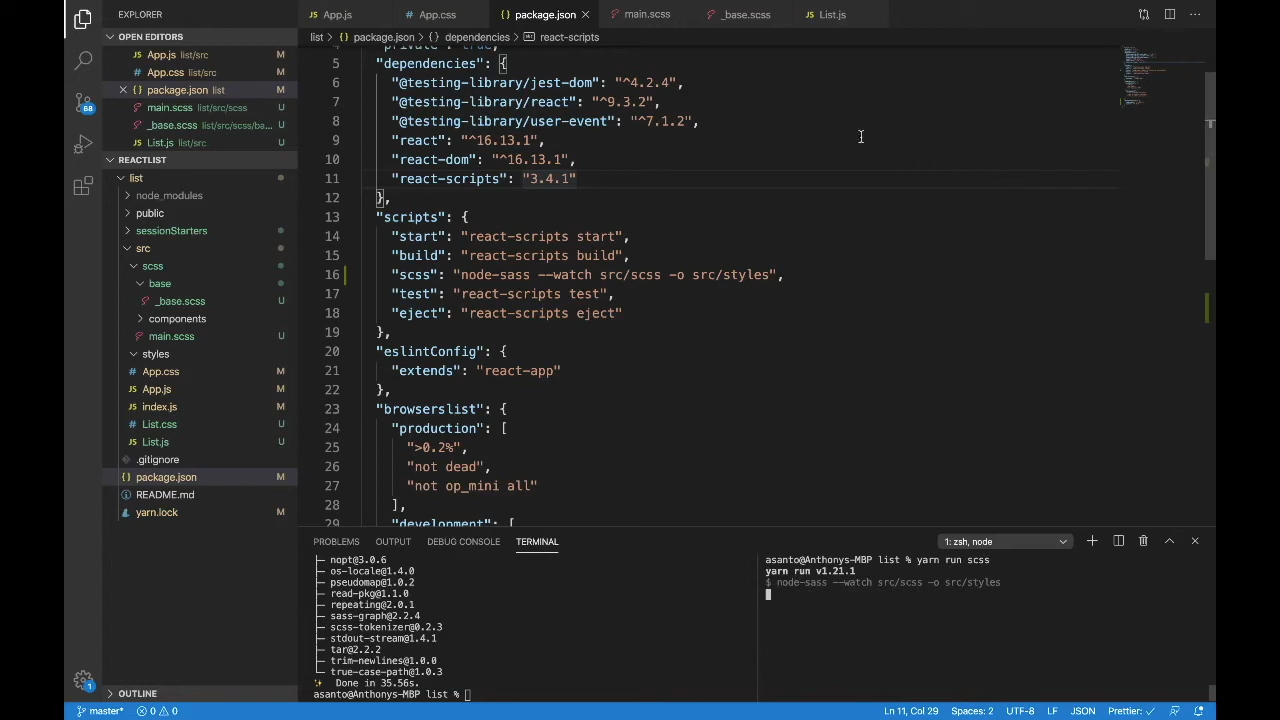 EXPLORER
OPEN EDITORS
JS App.js list/src M
App.css list/src M
{} package.json list M
main.scss list/src/scss U
_base.scss list/src/scss/ba... U
JS List.js list/src U
REACTLIST
list
node_modules
public
sessionStarters
src
scss
base
_base.scss U
components
main.scss U
styles
App.css M
JS App.js M
JS index.js M
List.css U
JS List.js U
.gitignore
{} package.json M
README.md
yarn.lock M
OUTLINE
68
1
JS App.js
App.css
{} package.json
main.scss
_base.scss
JS List.js
list > {} package.json > {} dependencies > react-scripts
4 "private": true,
5 "dependencies": {
6 "@testing-library/jest-dom": "^4.2.4",
7 "@testing-library/react": "^9.3.2",
8 "@testing-library/user-event": "^7.1.2",
9 "react": "^16.13.1",
10 "react-dom": "^16.13.1",
11 "react-scripts": "3.4.1"
12 },
13 "scripts": {
14 "start": "react-scripts start",
15 "build": "react-scripts build",
16 "scss": "node-sass --watch src/scss -o src/styles",
17 "test": "react-scripts test",
18 "eject": "react-scripts eject"
19 },
20 "eslintConfig": {
21 "extends": "react-app"
22 },
23 "browserslist": {
24 "production": [
25 ">0.2%",
26 "not dead",
27 "not op_mini all"
28 ],
29 "development": [
PROBLEMS OUTPUT DEBUG CONSOLE TERMINAL
1: zsh, node
├─ nopt@3.0.6
├─ os-locale@1.4.0
├─ pseudomap@1.0.2
├─ read-pkg@1.1.0
├─ repeating@2.0.1
├─ sass-graph@2.2.4
├─ scss-tokenizer@0.2.3
├─ stdout-stream@1.4.1
├─ tar@2.2.2
├─ trim-newlines@1.0.0
└─ true-case-path@1.0.3
✨ Done in 35.56s.
asanto@Anthonys-MBP list %
asanto@Anthonys-MBP list % yarn run scss
yarn run v1.21.1
$ node-sass --watch src/scss -o src/styles
master* 0 0
Ln 11, Col 29 Spaces: 2 UTF-8 LF JSON Prettier: ✓